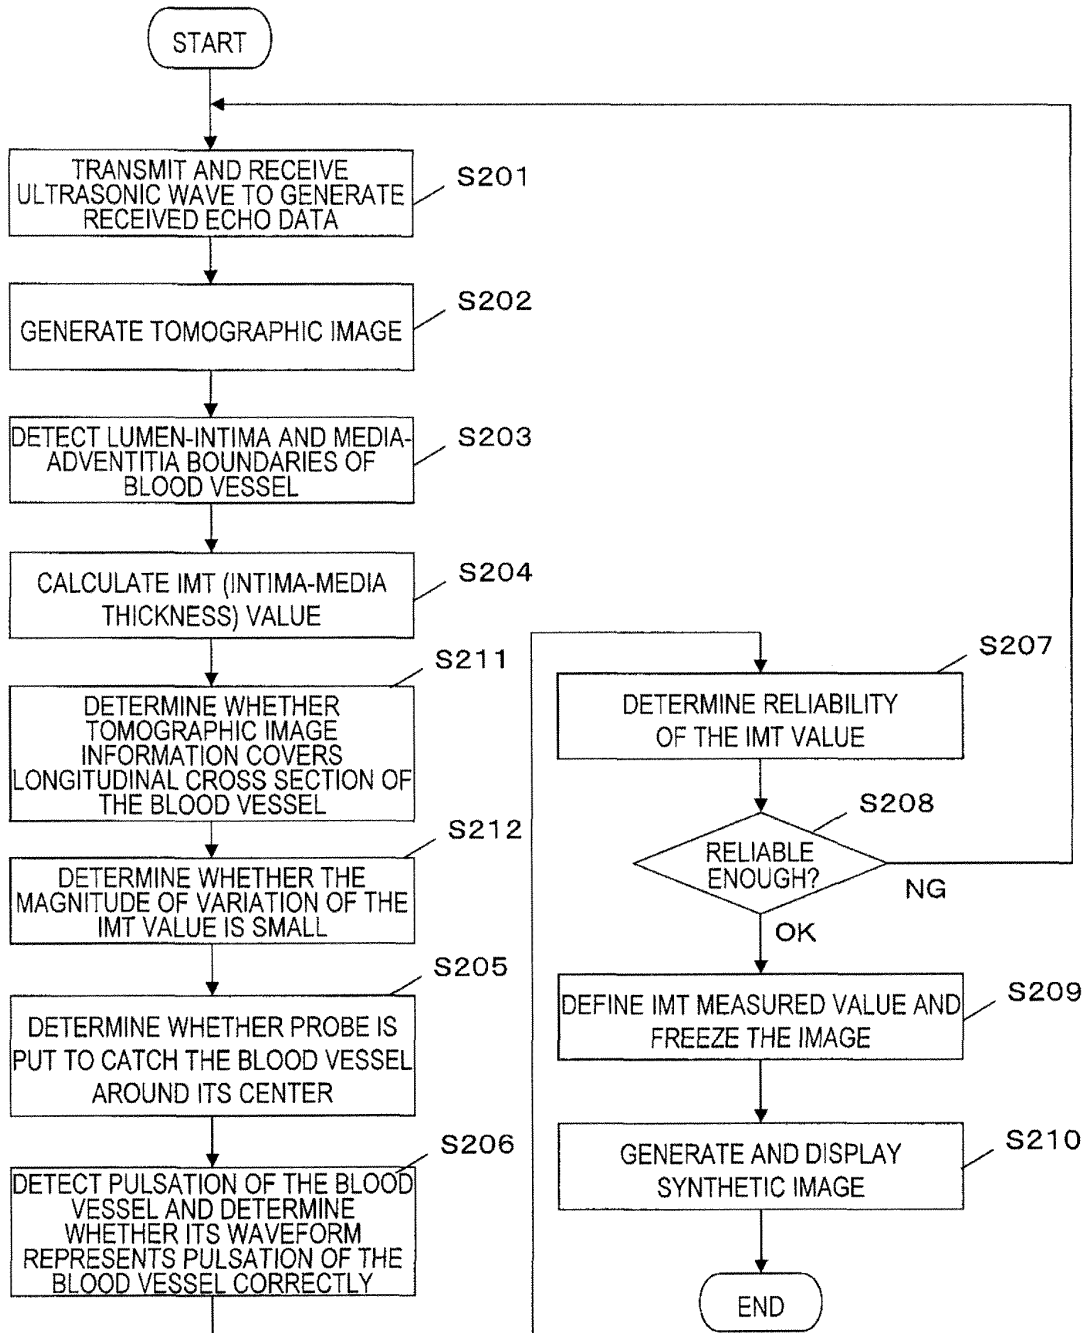 START
TRANSMIT AND RECEIVE
ULTRASONIC WAVE TO GENERATE
RECEIVED ECHO DATA
S201
GENERATE TOMOGRAPHIC IMAGE
S202
DETECT LUMEN-INTIMA AND MEDIA-
ADVENTITIA BOUNDARIES OF
BLOOD VESSEL
S203
CALCULATE IMT (INTIMA-MEDIA
THICKNESS) VALUE
S204
DETERMINE WHETHER
TOMOGRAPHIC IMAGE
INFORMATION COVERS
LONGITUDINAL CROSS SECTION OF
THE BLOOD VESSEL
S211
DETERMINE WHETHER THE
MAGNITUDE OF VARIATION OF THE
IMT VALUE IS SMALL
S212
DETERMINE WHETHER PROBE IS
PUT TO CATCH THE BLOOD VESSEL
AROUND ITS CENTER
S205
DETECT PULSATION OF THE BLOOD
VESSEL AND DETERMINE
WHETHER ITS WAVEFORM
REPRESENTS PULSATION OF THE
BLOOD VESSEL CORRECTLY
S206
DETERMINE RELIABILITY
OF THE IMT VALUE
S207
RELIABLE
ENOUGH?
S208
NG
OK
DEFINE IMT MEASURED VALUE AND
FREEZE THE IMAGE
S209
GENERATE AND DISPLAY
SYNTHETIC IMAGE
S210
END